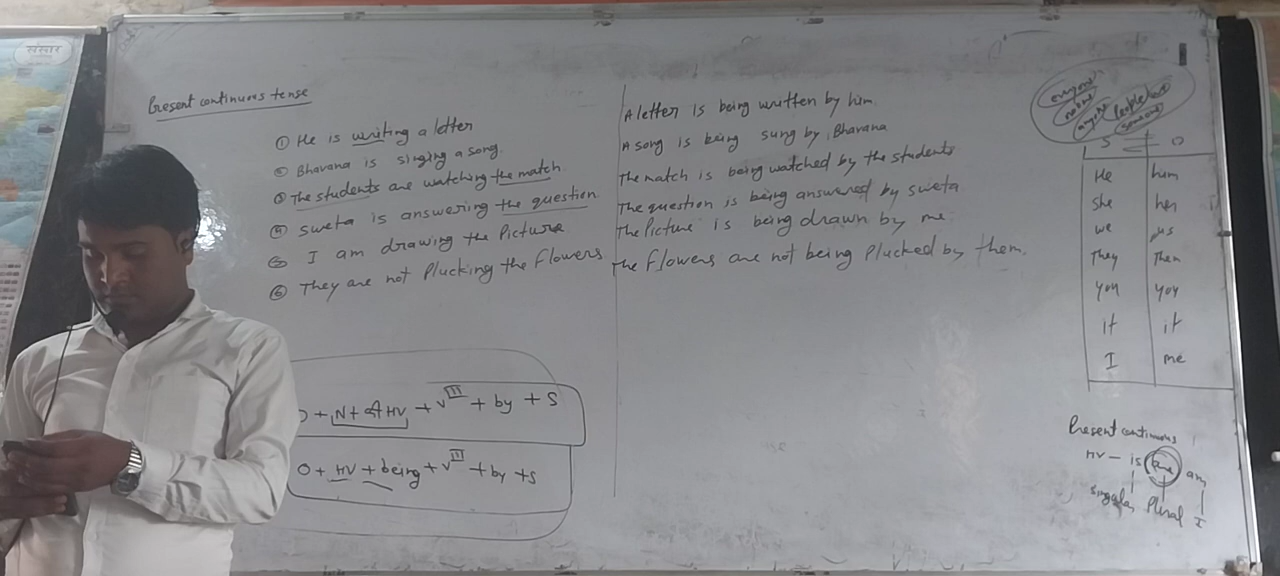 संसार
Present continuous tense
① He is writing a letter
② Bhavana is singing a song.
③ The students are watching the match.
④ Sweta is answering the question.
⑤ I am drawing the Picture
⑥ They are not Plucking the flowers
A letter is being written by him.
A song is being sung by Bhavana
The match is being watched by the students
The question is being answered by sweta
The Picture is being drawn by me.
The flowers are not being Plucked by them.
+ N + HV + V III + by + S
O + HV + being + V III + by + S
People
someone
S O
He him
she her
we us
They Them
you you
it it
I me
Present continuous
HV – is are am
singular Plural I